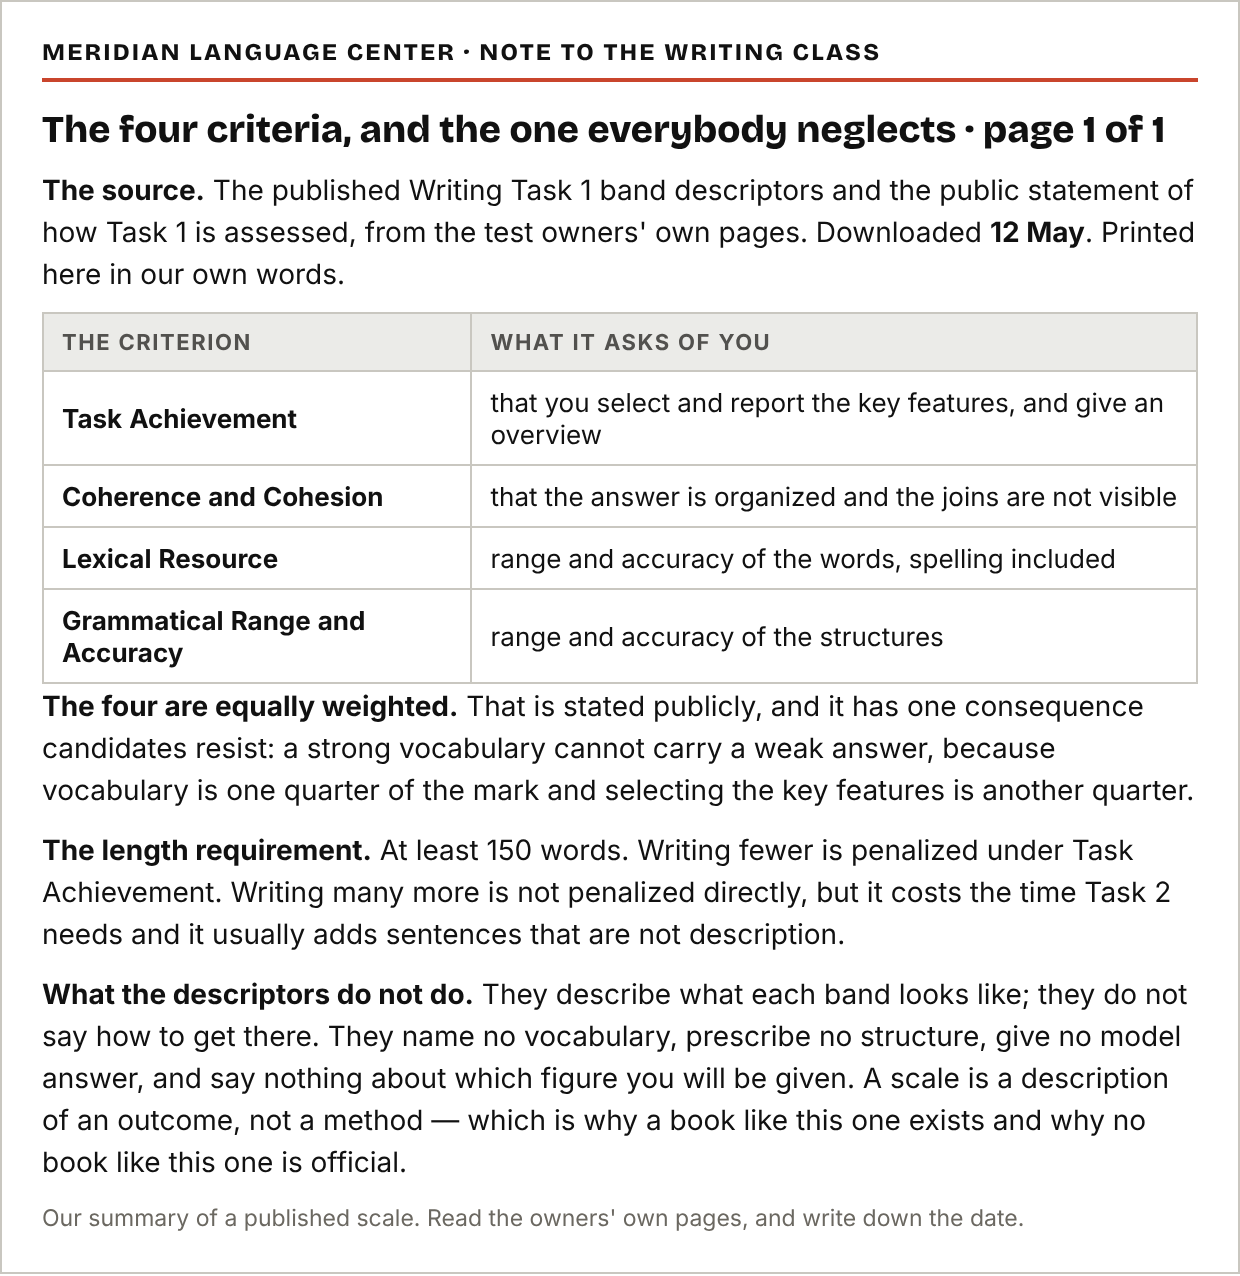 MERIDIAN LANGUAGE CENTER · NOTE TO THE WRITING CLASS
The four criteria, and the one everybody neglects · page 1 of 1
The source. The published Writing Task 1 band descriptors and the public statement of
how Task 1 is assessed, from the test owners' own pages. Downloaded 12 May. Printed
here in our own words.
THE CRITERION
WHAT IT ASKS OF YOU
Task Achievement
that you select and report the key features, and give an
overview
Coherence and Cohesion
that the answer is organized and the joins are not visible
Lexical Resource
range and accuracy of the words, spelling included
Grammatical Range and
Accuracy
range and accuracy of the structures
The four are equally weighted. That is stated publicly, and it has one consequence
candidates resist: a strong vocabulary cannot carry a weak answer, because
vocabulary is one quarter of the mark and selecting the key features is another quarter.
The length requirement. At least 150 words. Writing fewer is penalized under Task
Achievement. Writing many more is not penalized directly, but it costs the time Task 2
needs and it usually adds sentences that are not description.
What the descriptors do not do. They describe what each band looks like; they do not
say how to get there. They name no vocabulary, prescribe no structure, give no model
answer, and say nothing about which figure you will be given. A scale is a description
of an outcome, not a method — which is why a book like this one exists and why no
book like this one is official.
Our summary of a published scale. Read the owners' own pages, and write down the date.